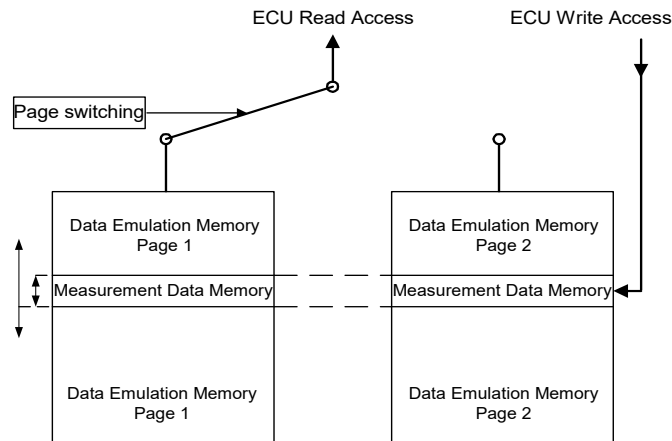 ECU Read Access
ECU Write Access
Page switching
Data Emulation Memory
Page 1
Data Emulation Memory
Page 2
Measurement Data Memory
Measurement Data Memory
Data Emulation Memory
Page 1
Data Emulation Memory
Page 2